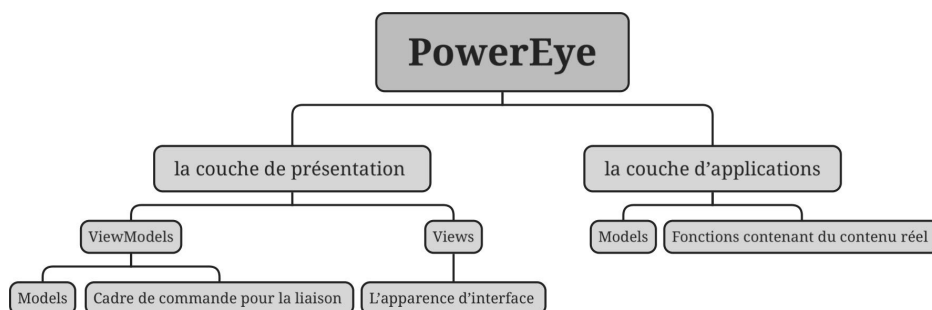 PowerEye
la couche de présentation
la couche d’applications
ViewModels
Views
Models
Fonctions contenant du contenu réel
Models
Cadre de commande pour la liaison
L’apparence d’interface